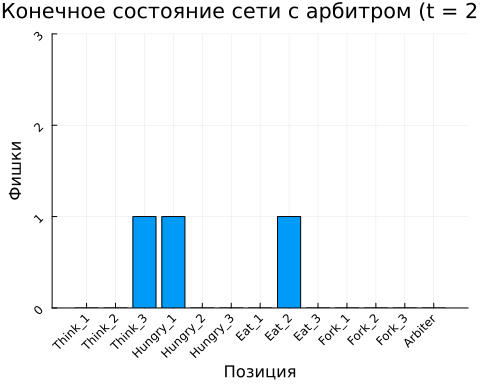 Конечное состояние сети с арбитром (t = 2
3
2
1
0
Фишки
Think_1 Think_2 Think_3 Hungry_1 Hungry_2 Hungry_3 Eat_1 Eat_2 Eat_3 Fork_1 Fork_2 Fork_3 Arbiter
Позиция